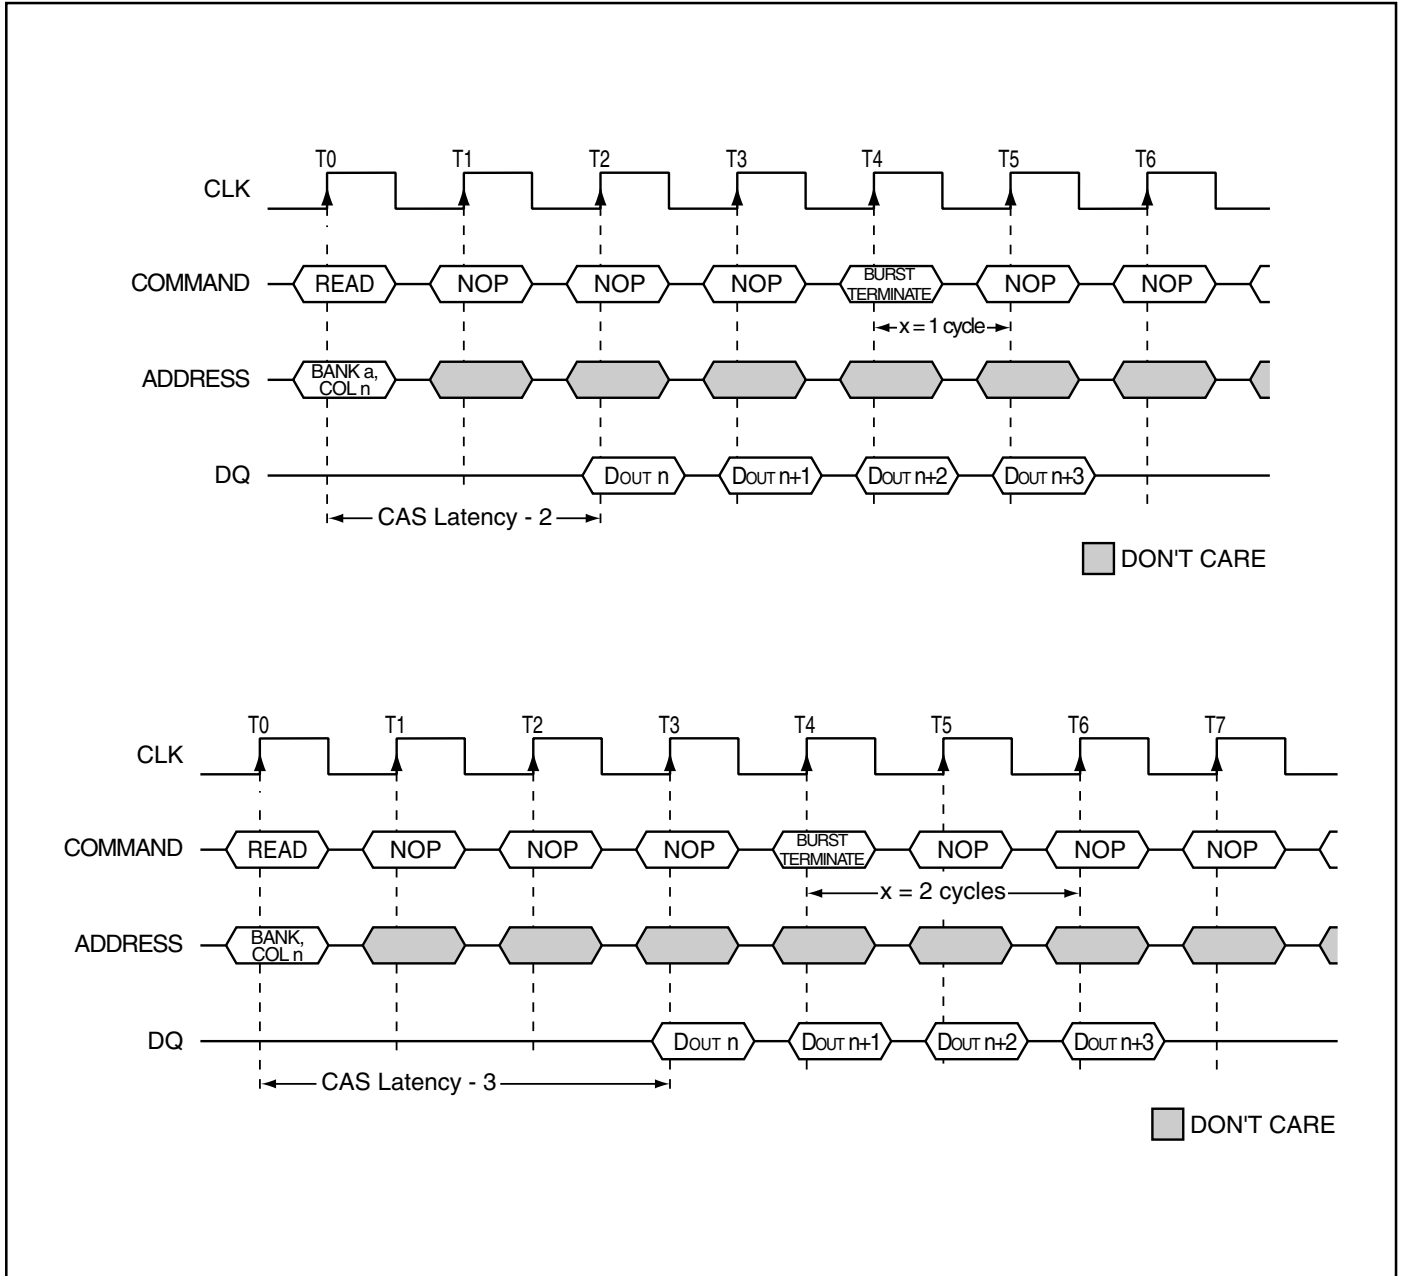 T0 T1 T2 T3 T4 T5 T6
CLK
COMMAND READ NOP NOP NOP BURST TERMINATE NOP NOP
x = 1 cycle
ADDRESS BANK a, COL n
DQ DOUT n DOUT n+1 DOUT n+2 DOUT n+3
CAS Latency - 2
DON'T CARE
T0 T1 T2 T3 T4 T5 T6 T7
CLK
COMMAND READ NOP NOP NOP BURST TERMINATE NOP NOP NOP
x = 2 cycles
ADDRESS BANK, COL n
DQ DOUT n DOUT n+1 DOUT n+2 DOUT n+3
CAS Latency - 3
DON'T CARE